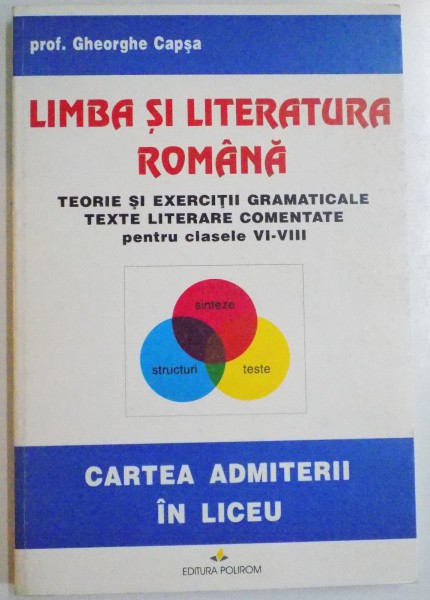 prof. Gheorghe Capșa
LIMBA ȘI LITERATURA
ROMÂNĂ
TEORIE ȘI EXERCIȚII GRAMATICALE
TEXTE LITERARE COMENTATE
pentru clasele VI-VIII
sinteze
structuri
teste
CARTEA ADMITERII
ÎN LICEU
EDITURA POLIROM